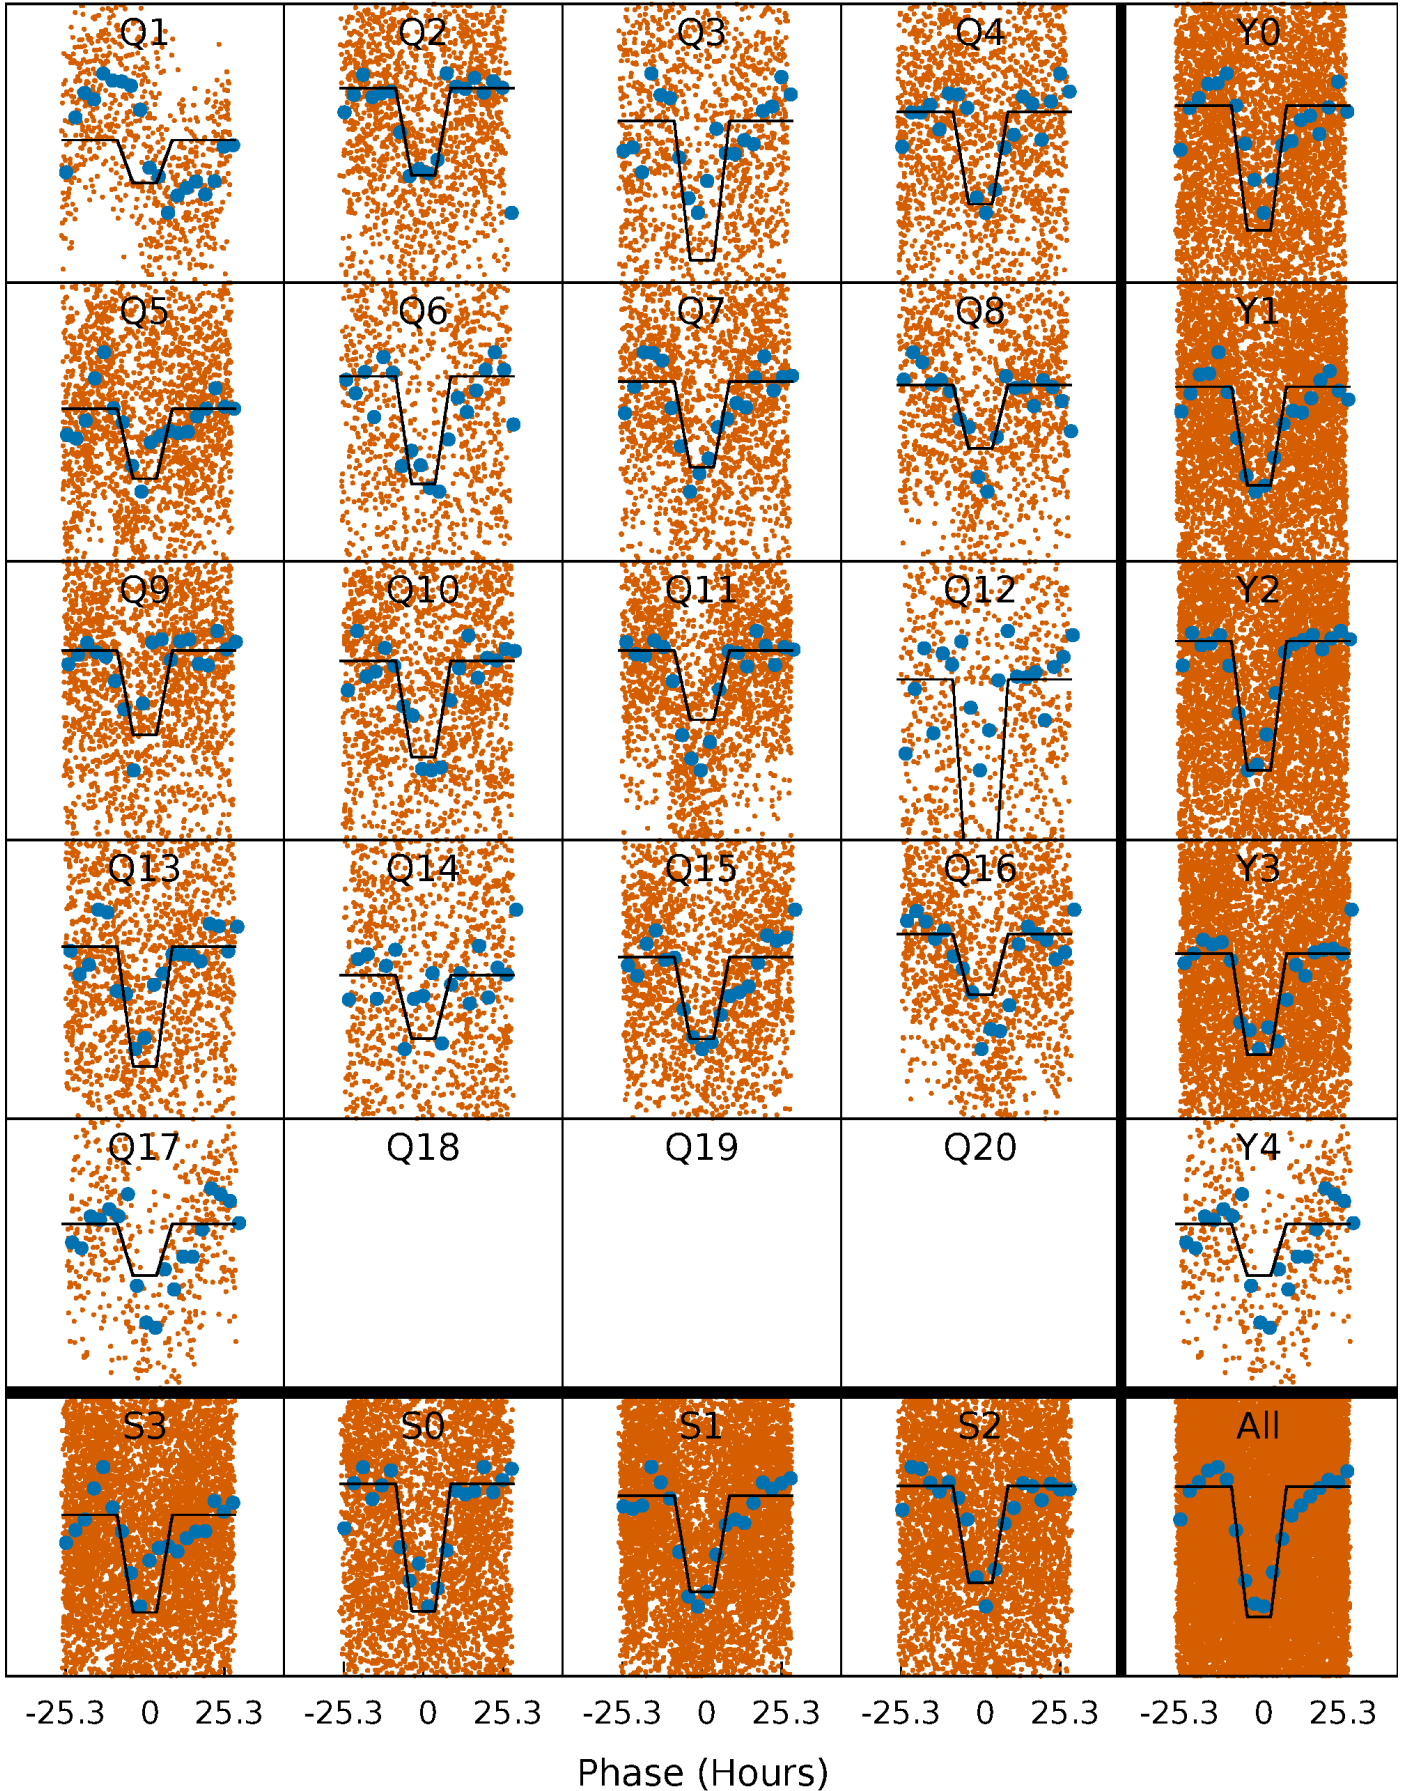 Q1 Q2 Q3 Q4 Y0
Q5 Q6 Q7 Q8 Y1
Q9 Q10 Q11 Q12 Y2
Q13 Q14 Q15 Q16 Y3
Q17 Q18 Q19 Q20 Y4
S3 S0 S1 S2 All
-25.3 0 25.3 -25.3 0 25.3 -25.3 0 25.3 -25.3 0 25.3 -25.3 0 25.3
Phase (Hours)